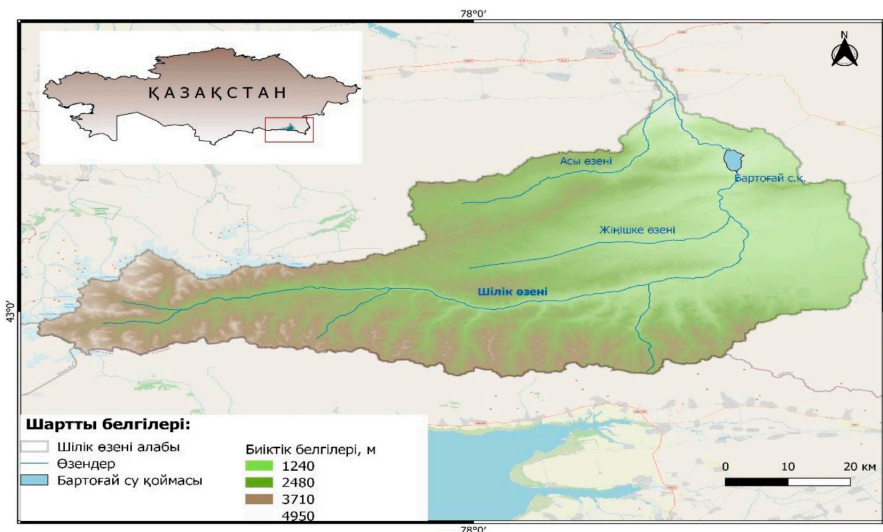 78°0'
N
ҚАЗАҚСТАН
Асы өзені
Бартоғай с.қ.
Жіңішке өзені
Шілік өзені
43°0'
Шартты белгілері:
Шілік өзені алабы
Өзендер
Бартоғай су қоймасы
Биіктік белгілері, м
1240
2480
3710
4950
0 10 20 км
78°0'